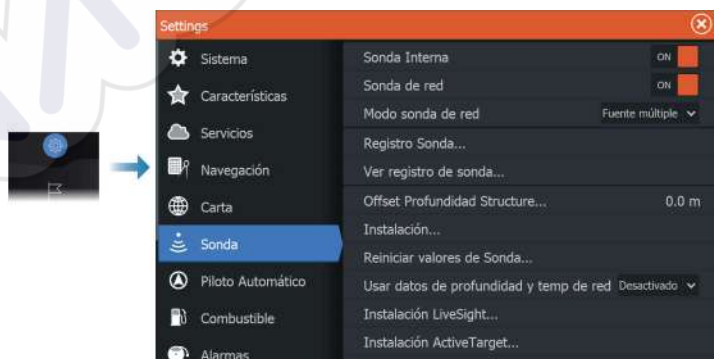 Settings
Sistema
Características
Servicios
Navegación
Carta
Sonda
Piloto Automático
Combustible
Alarmas
Sonda Interna ON
Sonda de red ON
Modo sonda de red Fuente múltiple
Registro Sonda...
Ver registro de sonda...
Offset Profundidad Structure... 0.0 m
Instalación...
Reiniciar valores de Sonda...
Usar datos de profundidad y temp de red Desactivado
Instalación LiveSight...
Instalación ActiveTarget...